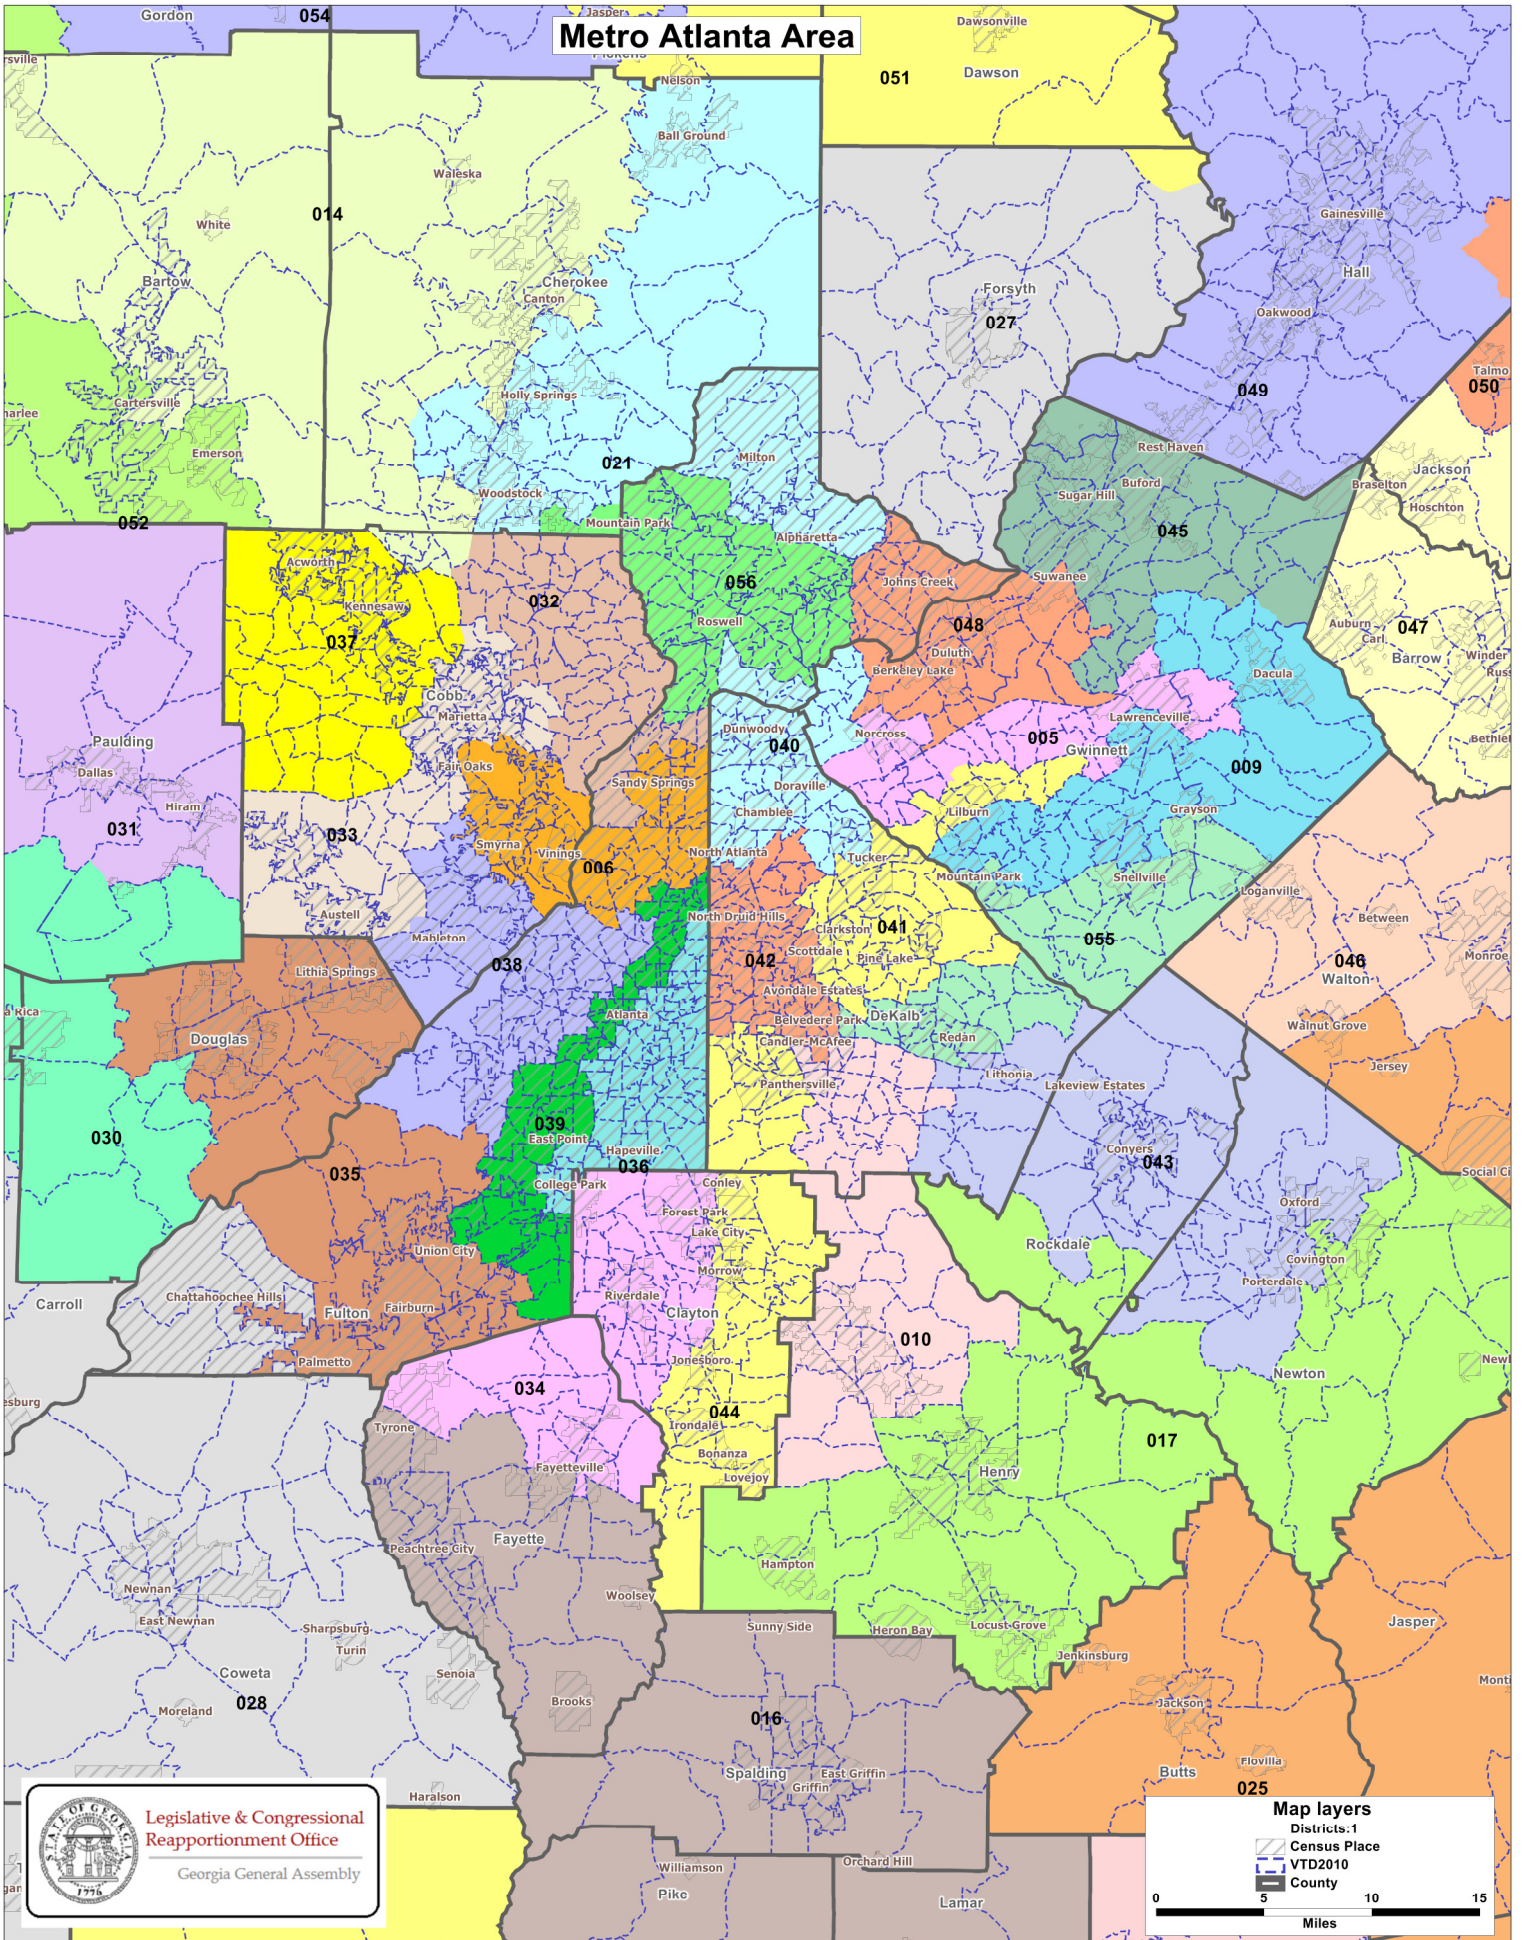 Gordon
054
Jasper
Metro Atlanta Area
Dawsonville
rsville
Pickens
Nelson
051
Dawson
Ball Ground
Waleska
White
014
Gainesville
Bartow
Cherokee
Canton
Forsyth
027
Hall
Oakwood
Holly Springs
Cartersville
049
Talmo
050
Emerson
021
Milton
Rest Haven
Buford
Sugar Hill
Jackson
Braselton
Hoschton
Woodstock
052
Mountain Park
Alpharetta
045
Acworth
Kennesaw
032
056
Johns Creek
Suwanee
037
Roswell
048
Duluth
Berkeley Lake
Auburn
Carl
047
Barrow
Winder
Russ
Dacula
Cobb
Marietta
Paulding
Dallas
Dunwoody
040
Norcross
Lawrenceville
005
Gwinnett
Bethleh
009
Fair Oaks
Sandy Springs
Doraville
Hiram
031
033
Chamblee
Lilburn
Grayson
Smyrna
Vinings
006
North Atlanta
Tucker
Mountain Park
Snellville
Loganville
Austell
North Druid Hills
Clarkston
041
Between
Mableton
038
042
Scottdale
Pine Lake
055
046
Walton
Monroe
Lithia Springs
Avondale Estates
a Rica
Atlanta
Belvedere Park
DeKalb
Walnut Grove
Douglas
Candler-McAfee
Redan
Jersey
Panthersville
Lithonia
Lakeview Estates
030
039
East Point
Hapeville
036
Conyers
043
035
College Park
Conley
Social Ci
Forest Park
Lake City
Oxford
Union City
Morrow
Rockdale
Covington
Porterdale
Carroll
Chattahoochee Hills
Fulton
Fairburn
Riverdale
Clayton
010
Palmetto
Jonesboro
Newton
Newb
esburg
034
044
Irondale
Tyrone
Bonanza
Lovejoy
017
Fayetteville
Henry
Fayette
Peachtree City
Hampton
Newnan
East Newnan
Woolsey
Sharpsburg
Turin
Sunny Side
Heron Bay
Locust Grove
Jasper
Jenkinsburg
Coweta
028
Senoia
Monti
Moreland
Brooks
016
Jackson
Spalding
East Griffin
Griffin
Flovilla
Butts
025
Haralson
Williamson
Orchard Hill
Pike
Lamar
STATE OF GEORGIA
1776
Legislative & Congressional
Reapportionment Office
Georgia General Assembly
Map layers
Districts:1
Census Place
VTD2010
County
0 5 10 15
Miles